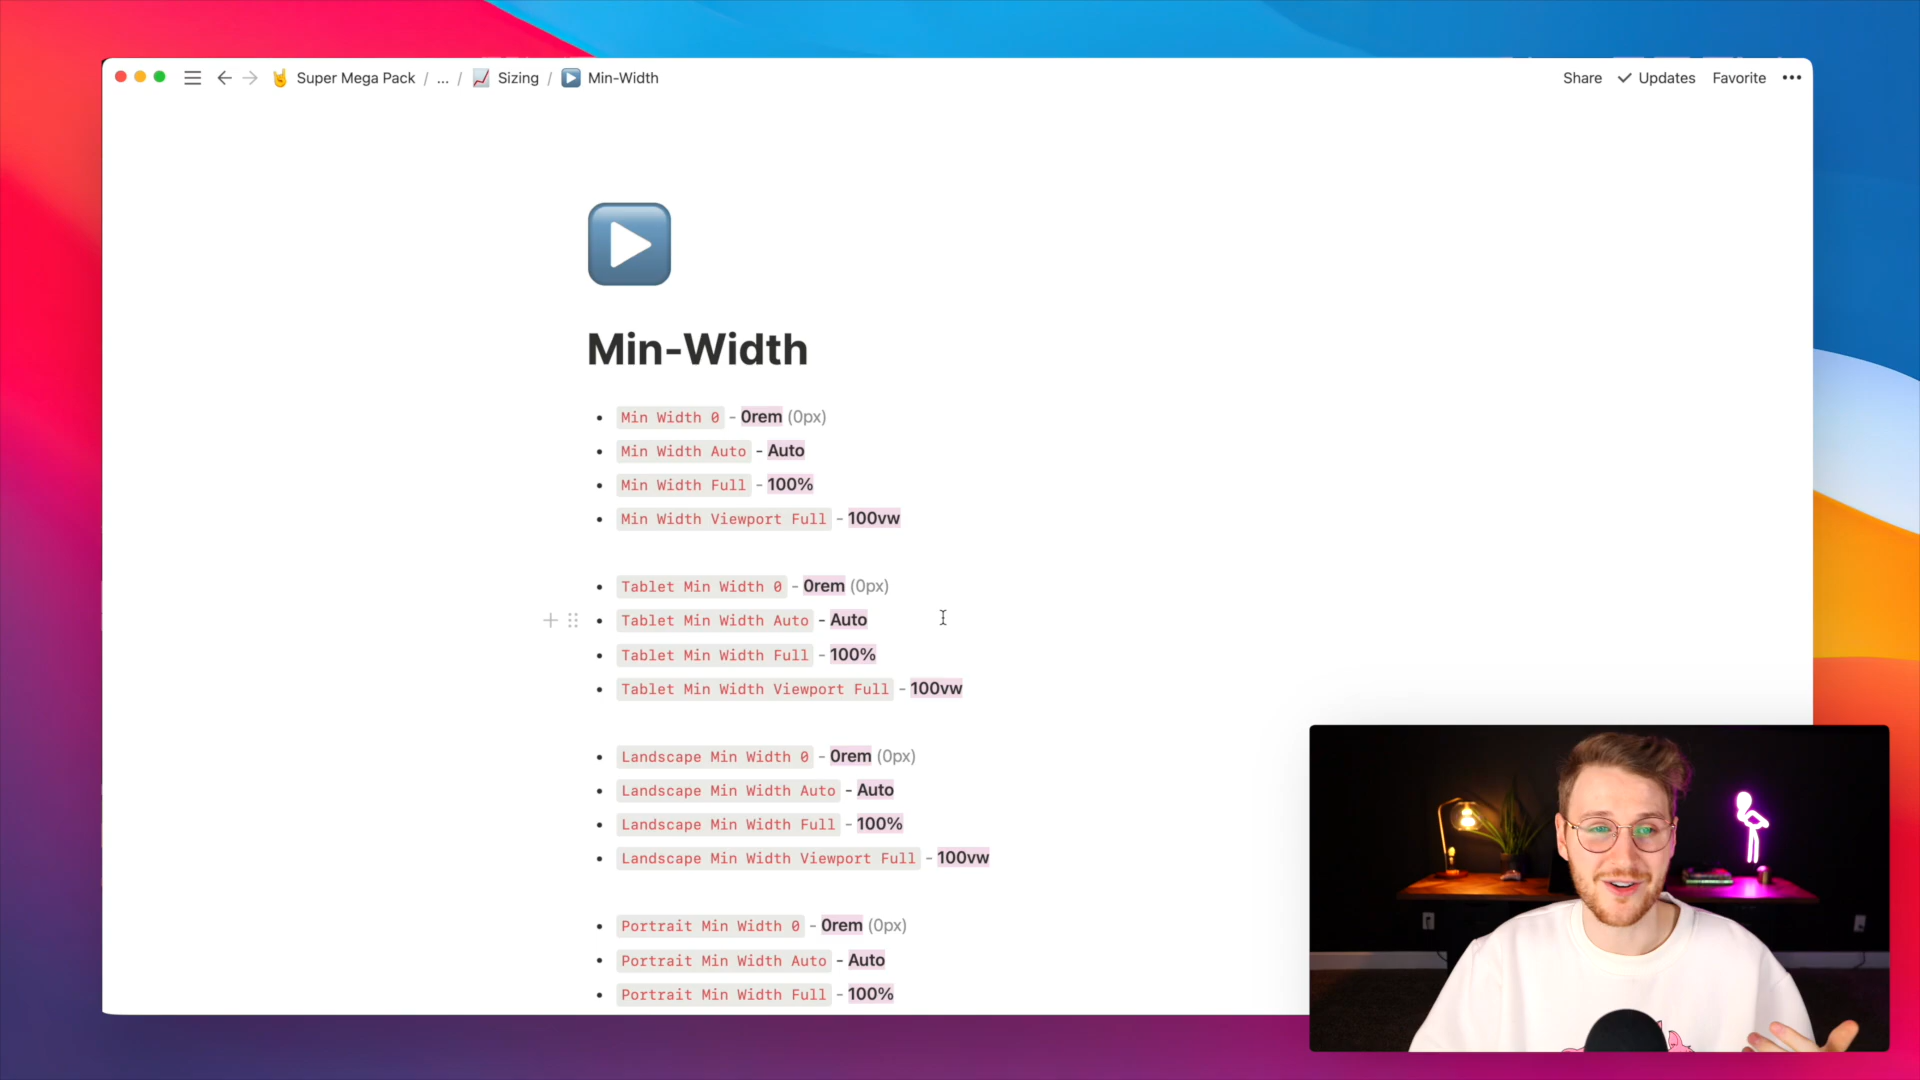 Super Mega Pack / ... / Sizing / Min-Width
Share Updates Favorite
Min-Width
Min Width 0 - 0rem (0px)
Min Width Auto - Auto
Min Width Full - 100%
Min Width Viewport Full - 100vw
Tablet Min Width 0 - 0rem (0px)
Tablet Min Width Auto - Auto
Tablet Min Width Full - 100%
Tablet Min Width Viewport Full - 100vw
Landscape Min Width 0 - 0rem (0px)
Landscape Min Width Auto - Auto
Landscape Min Width Full - 100%
Landscape Min Width Viewport Full - 100vw
Portrait Min Width 0 - 0rem (0px)
Portrait Min Width Auto - Auto
Portrait Min Width Full - 100%